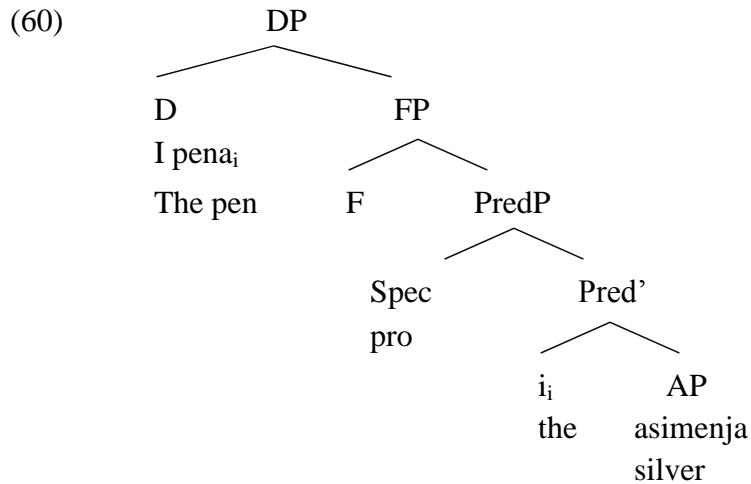 (60) DP
D FP
I penaᵢ
The pen F PredP
Spec Pred’
pro
iᵢ AP
the asimenja
silver